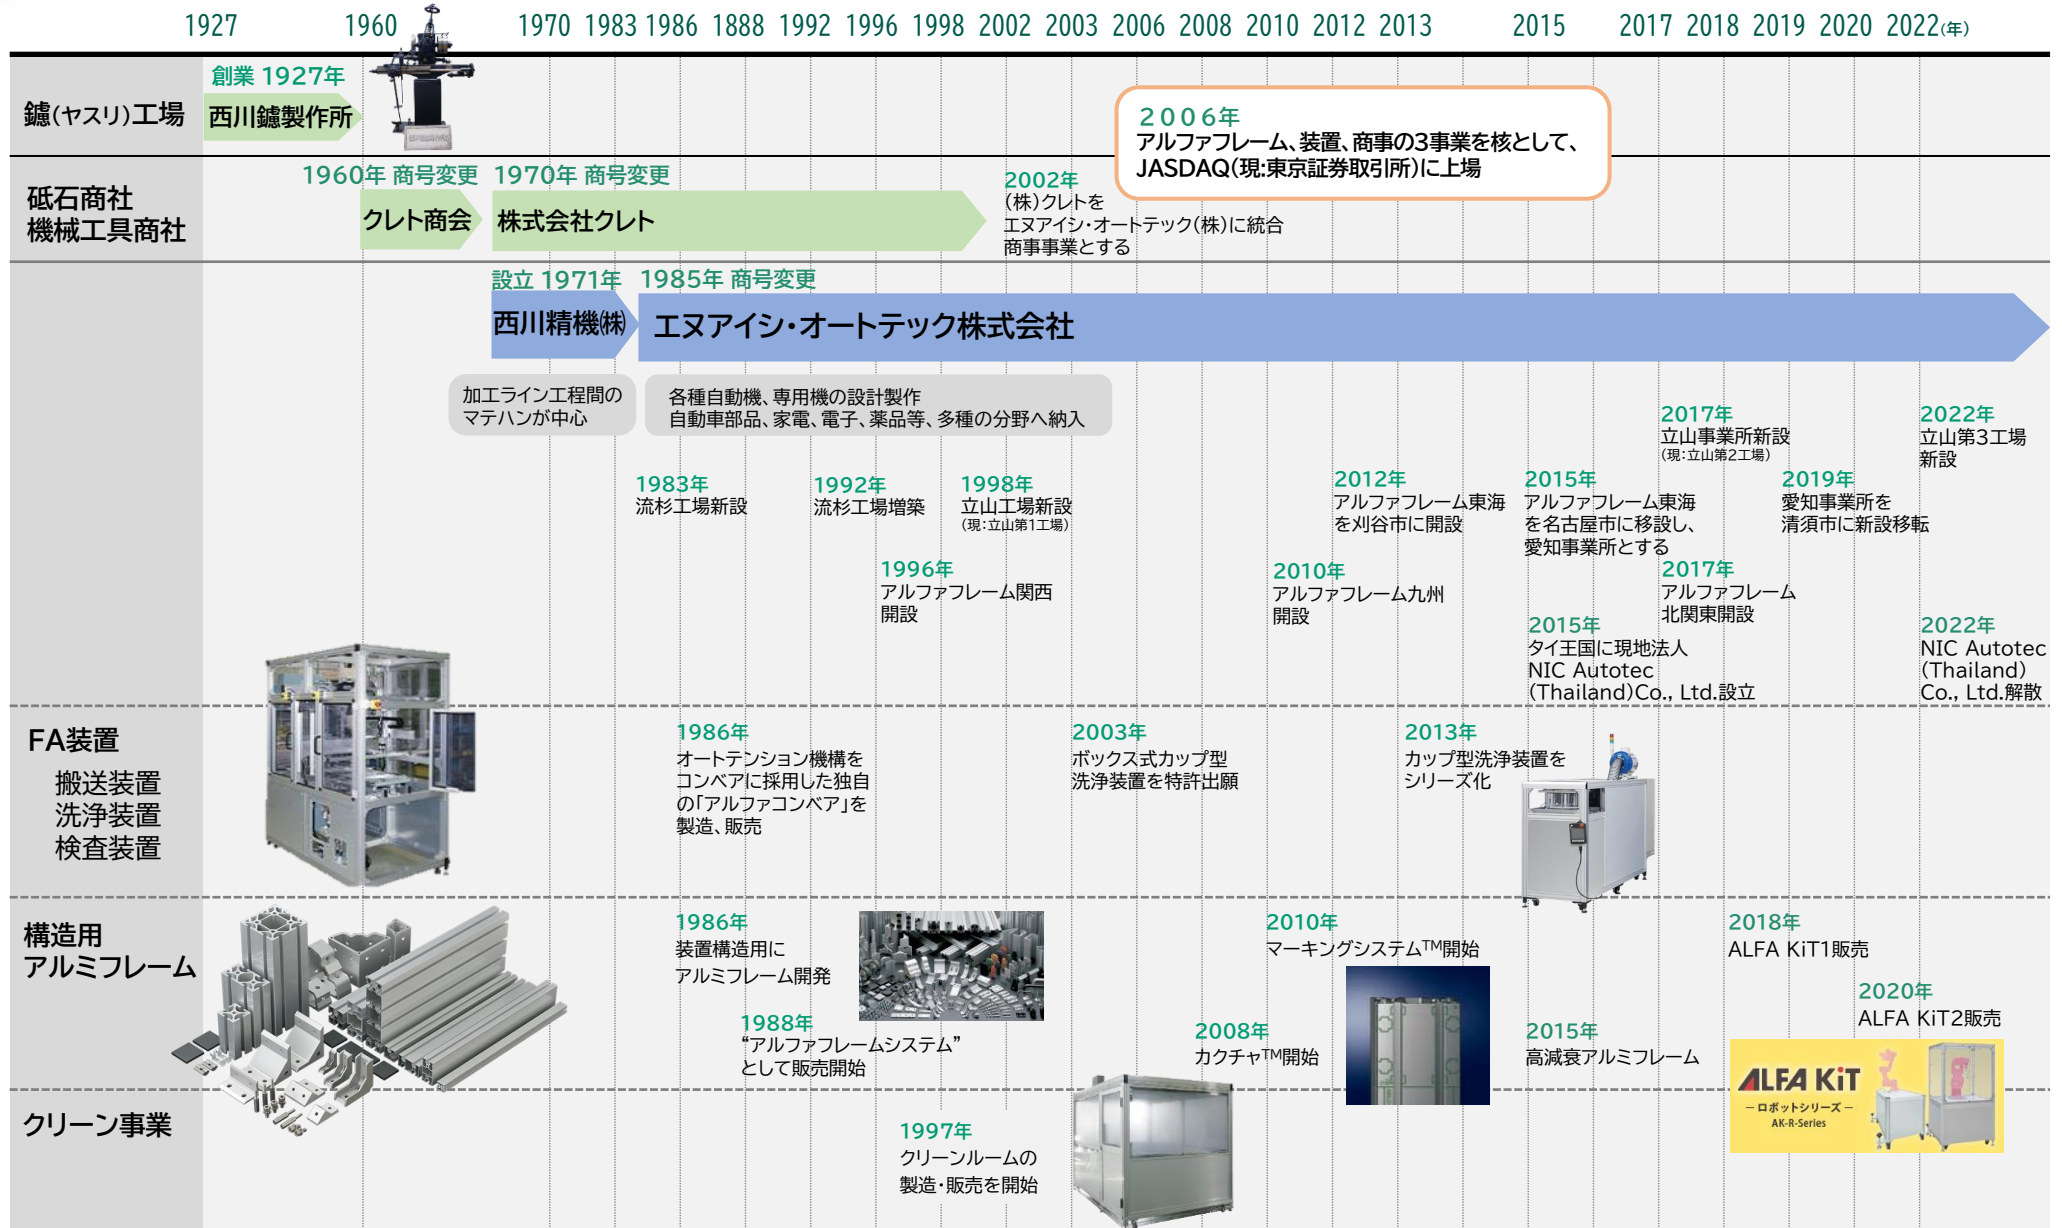 1927 1960 1970 1983 1986 1888 1992 1996 1998 2002 2003 2006 2008 2010 2012 2013 2015 2017 2018 2019 2020 2022(年)
鑢(ヤスリ)工場
創業 1927年
西川鑢製作所
2006年
アルファフレーム、装置、商事の3事業を核として、
JASDAQ(現:東京証券取引所)に上場
砥石商社
機械工具商社
1960年 商号変更
クレト商会
1970年 商号変更
株式会社クレト
2002年
(株)クレトを
エヌアイシ・オートテック(株)に統合
商事事業とする
設立 1971年
西川精機㈱
1985年 商号変更
エヌアイシ・オートテック株式会社
加工ライン工程間の
マテハンが中心
各種自動機、専用機の設計製作
自動車部品、家電、電子、薬品等、多種の分野へ納入
1983年
流杉工場新設
1992年
流杉工場増築
1998年
立山工場新設
(現:立山第1工場)
2012年
アルファフレーム東海
を刈谷市に開設
2015年
アルファフレーム東海
を名古屋市に移設し、
愛知事業所とする
2017年
立山事業所新設
(現:立山第2工場)
2019年
愛知事業所を
清須市に新設移転
2022年
立山第3工場
新設
1996年
アルファフレーム関西
開設
2010年
アルファフレーム九州
開設
2017年
アルファフレーム
北関東開設
2015年
タイ王国に現地法人
NIC Autotec
(Thailand)Co., Ltd.設立
2022年
NIC Autotec
(Thailand)
Co., Ltd.解散
FA装置
搬送装置
洗浄装置
検査装置
1986年
オートテンション機構を
コンベアに採用した独自
の「アルファコンベア」を
製造、販売
2003年
ボックス式カップ型
洗浄装置を特許出願
2013年
カップ型洗浄装置を
シリーズ化
構造用
アルミフレーム
1986年
装置構造用に
アルミフレーム開発
1988年
“アルファフレームシステム”
として販売開始
2008年
カクチャ™開始
2010年
マーキングシステム™開始
2015年
高減衰アルミフレーム
2018年
ALFA KiT1販売
2020年
ALFA KiT2販売
ALFA KiT
－ロボットシリーズ－
AK-R-Series
クリーン事業
1997年
クリーンルームの
製造・販売を開始